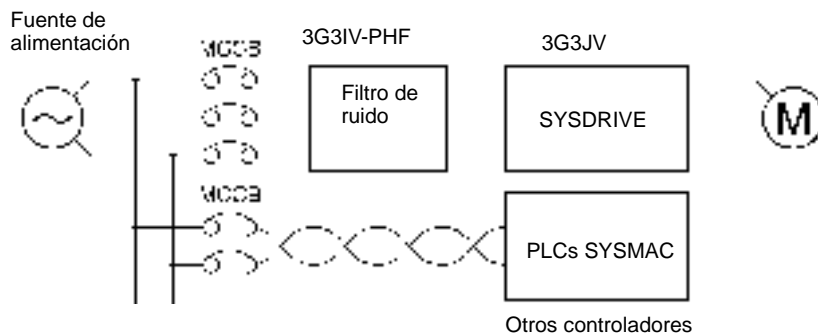 Fuente de
alimentación
MCCB
3G3IV-PHF
3G3JV
Filtro de
ruido
SYSDRIVE
M
MCCB
PLCs SYSMAC
Otros controladores